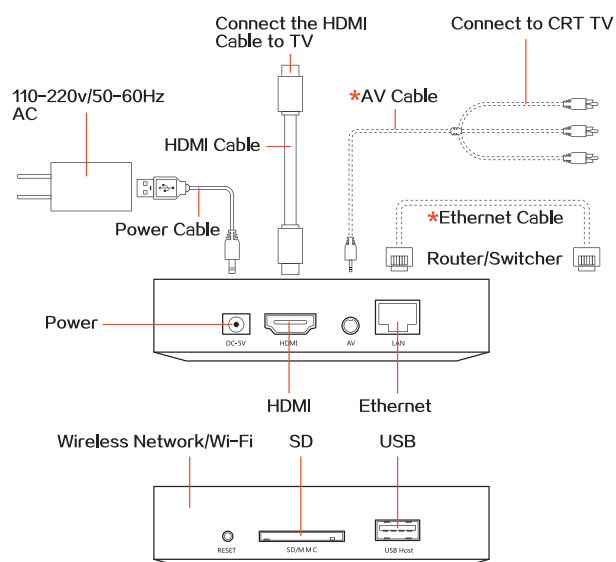 Connect the HDMI
Cable to TV
Connect to CRT TV
110-220v/50-60Hz
AC
*AV Cable
HDMI Cable
Power Cable
*Ethernet Cable
Router/Switcher
Power
DC-5V
HDMI
AV
LAN
HDMI
Ethernet
Wireless Network/Wi-Fi
SD
USB
RESET
SD/M M C
USB Host